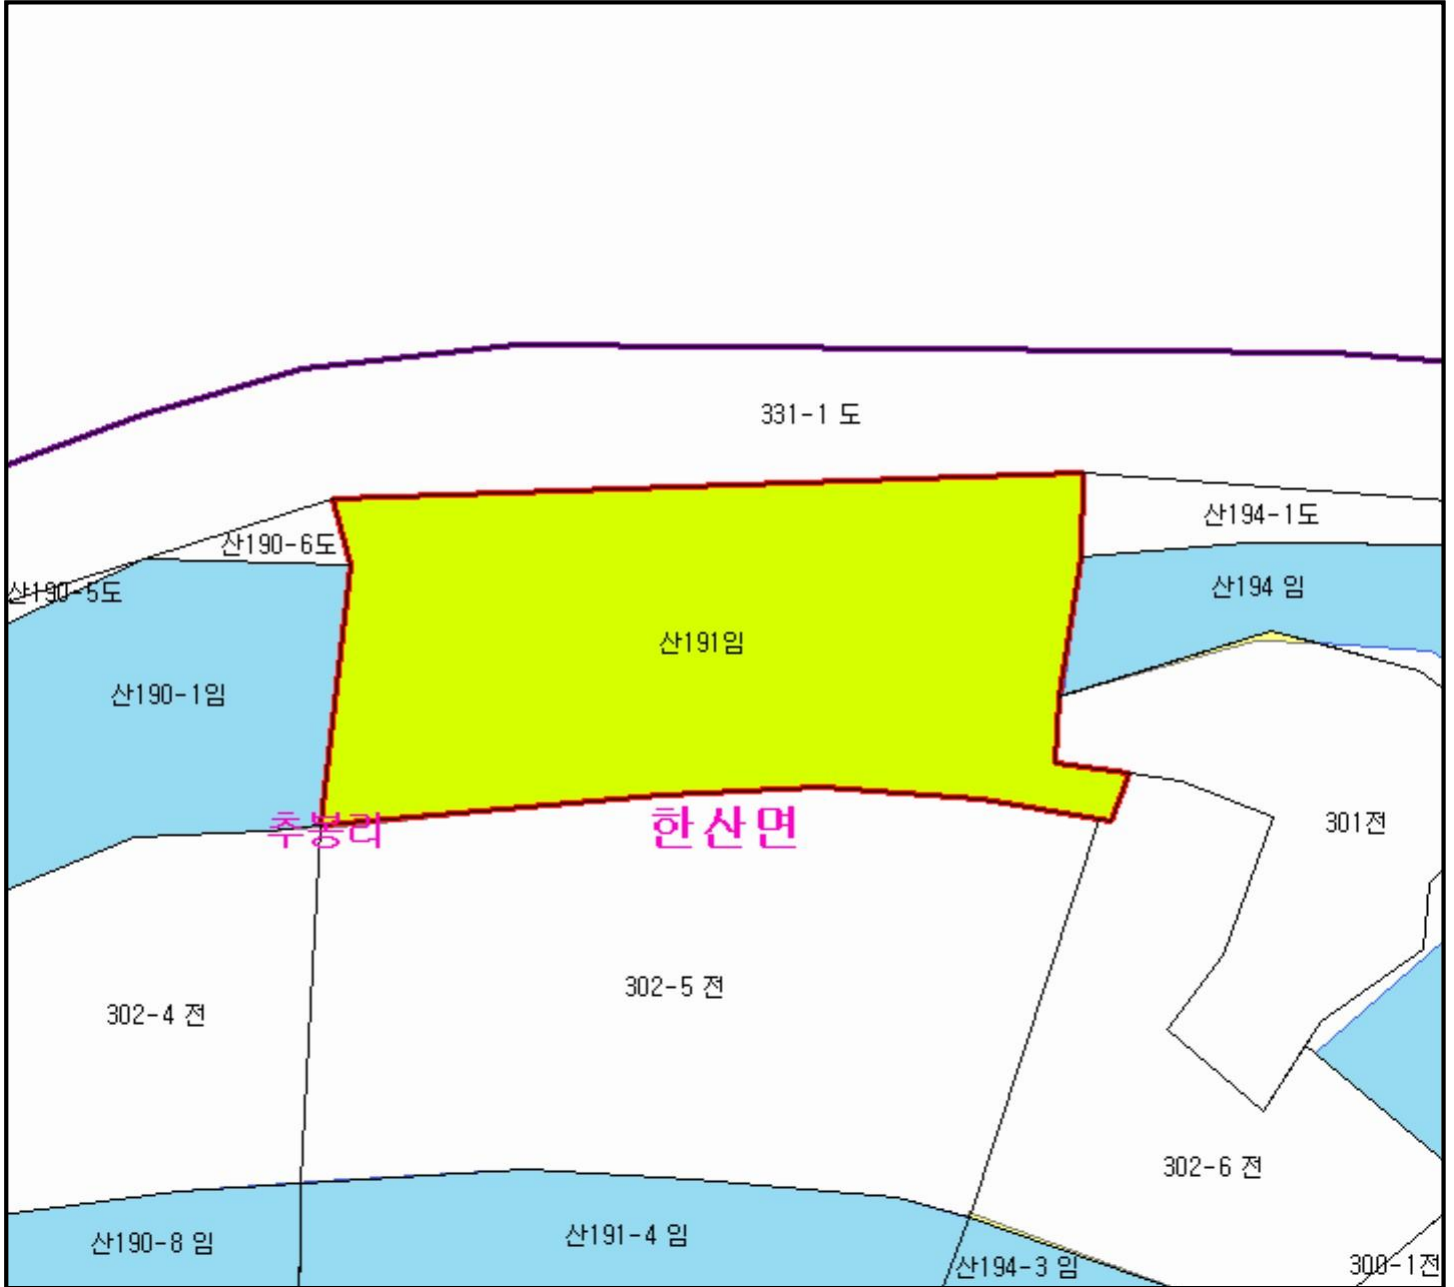 331-1 도
산194-1도
산190-6도
산190-5도
산194 임
산191임
산190-1임
추봉리
한산면
301전
302-5 전
302-4 전
302-6 전
산191-4 임
산190-8 임
산194-3 임
300-1전